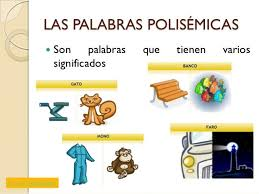 LAS PALABRAS POLISÉMICAS
Son palabras que tienen varios
significados
BANCO
GATO
FARO
MONO